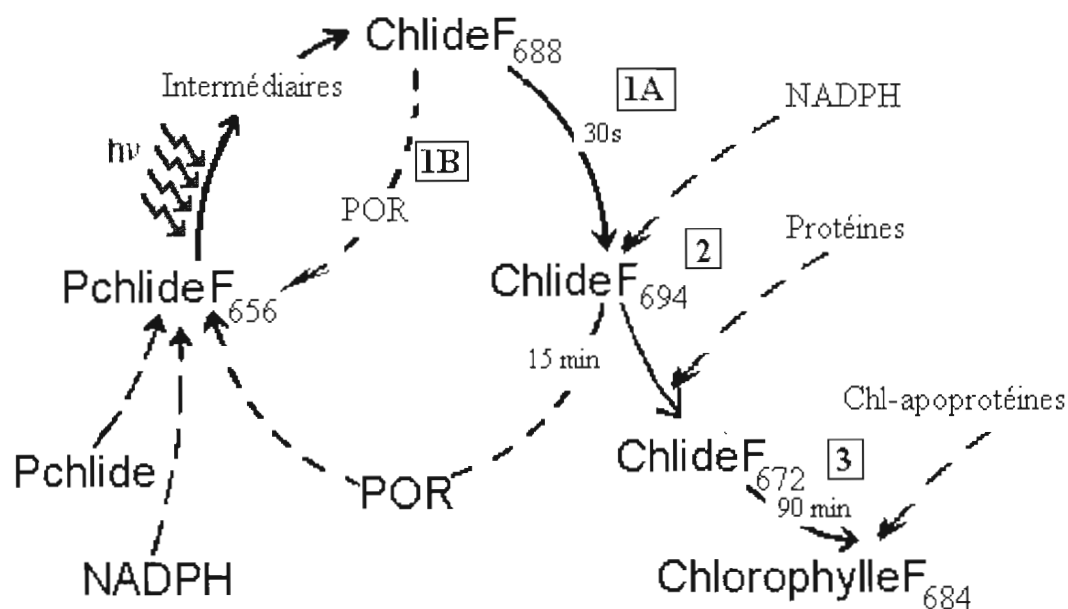 ChlideF688
Intermédiaires
1A
NADPH
30s
hν
1B
POR
Protéines
2
PchlideF656
ChlideF694
15 min
Chl-apoprotéines
Pchlide
ChlideF672
3
POR
90 min
NADPH
ChlorophylleF684